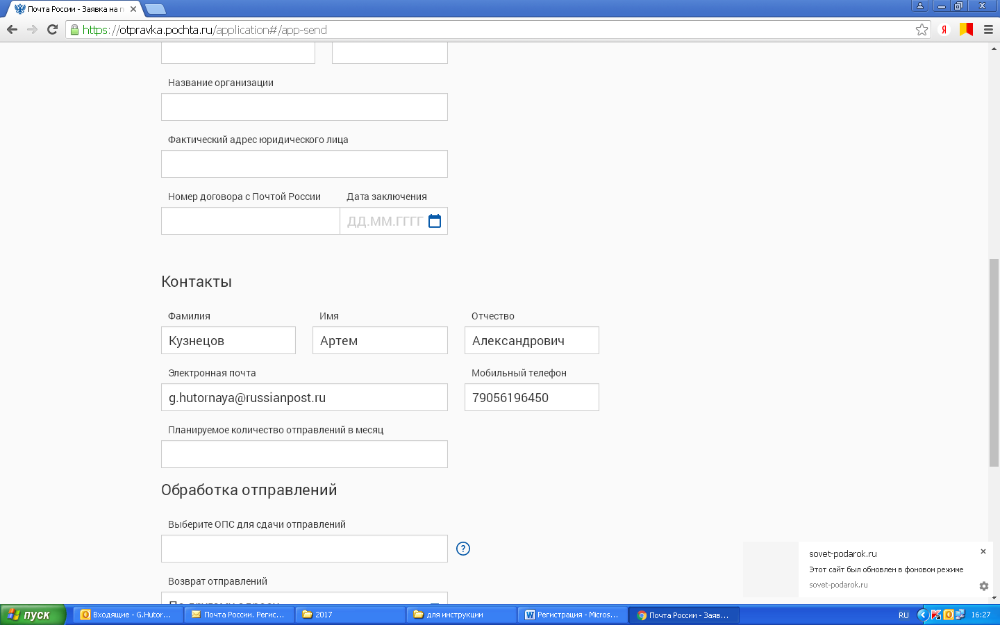 Почта России - Заявка на п
https://otpravka.pochta.ru/application#/app-send
Название организации
Фактический адрес юридического лица
Номер договора с Почтой России Дата заключения
ДД.ММ.ГГГГ
Контакты
Фамилия Имя Отчество
Кузнецов Артем Александрович
Электронная почта Мобильный телефон
g.hutornaya@russianpost.ru 79056196450
Планируемое количество отправлений в месяц
Обработка отправлений
Выберите ОПС для сдачи отправлений
?
Возврат отправлений
По другому адресу
sovet-podarok.ru
Этот сайт был обновлен в фоновом режиме
sovet-podarok.ru
пуск Входящие - G.Hutor... Почта России. Регис... 2017 для инструкции Регистрация - Micros... Почта России - Заяв... RU 16:27